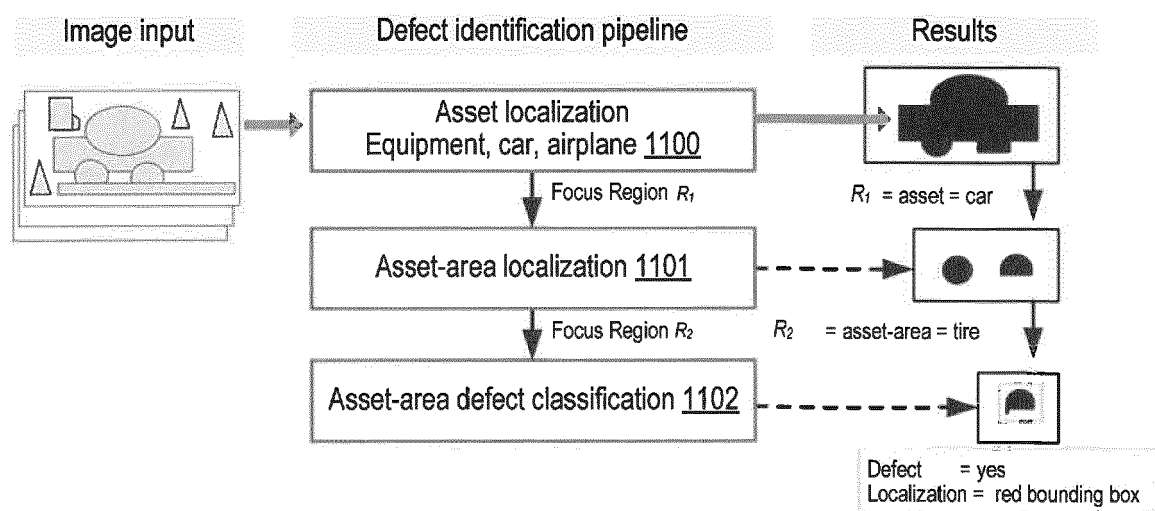 Image input
Defect identification pipeline
Results
Asset localization
Equipment, car, airplane 1100
Focus Region R1
R1 = asset = car
Asset-area localization 1101
Focus Region R2
R2 = asset-area = tire
Asset-area defect classification 1102
Defect = yes
Localization = red bounding box